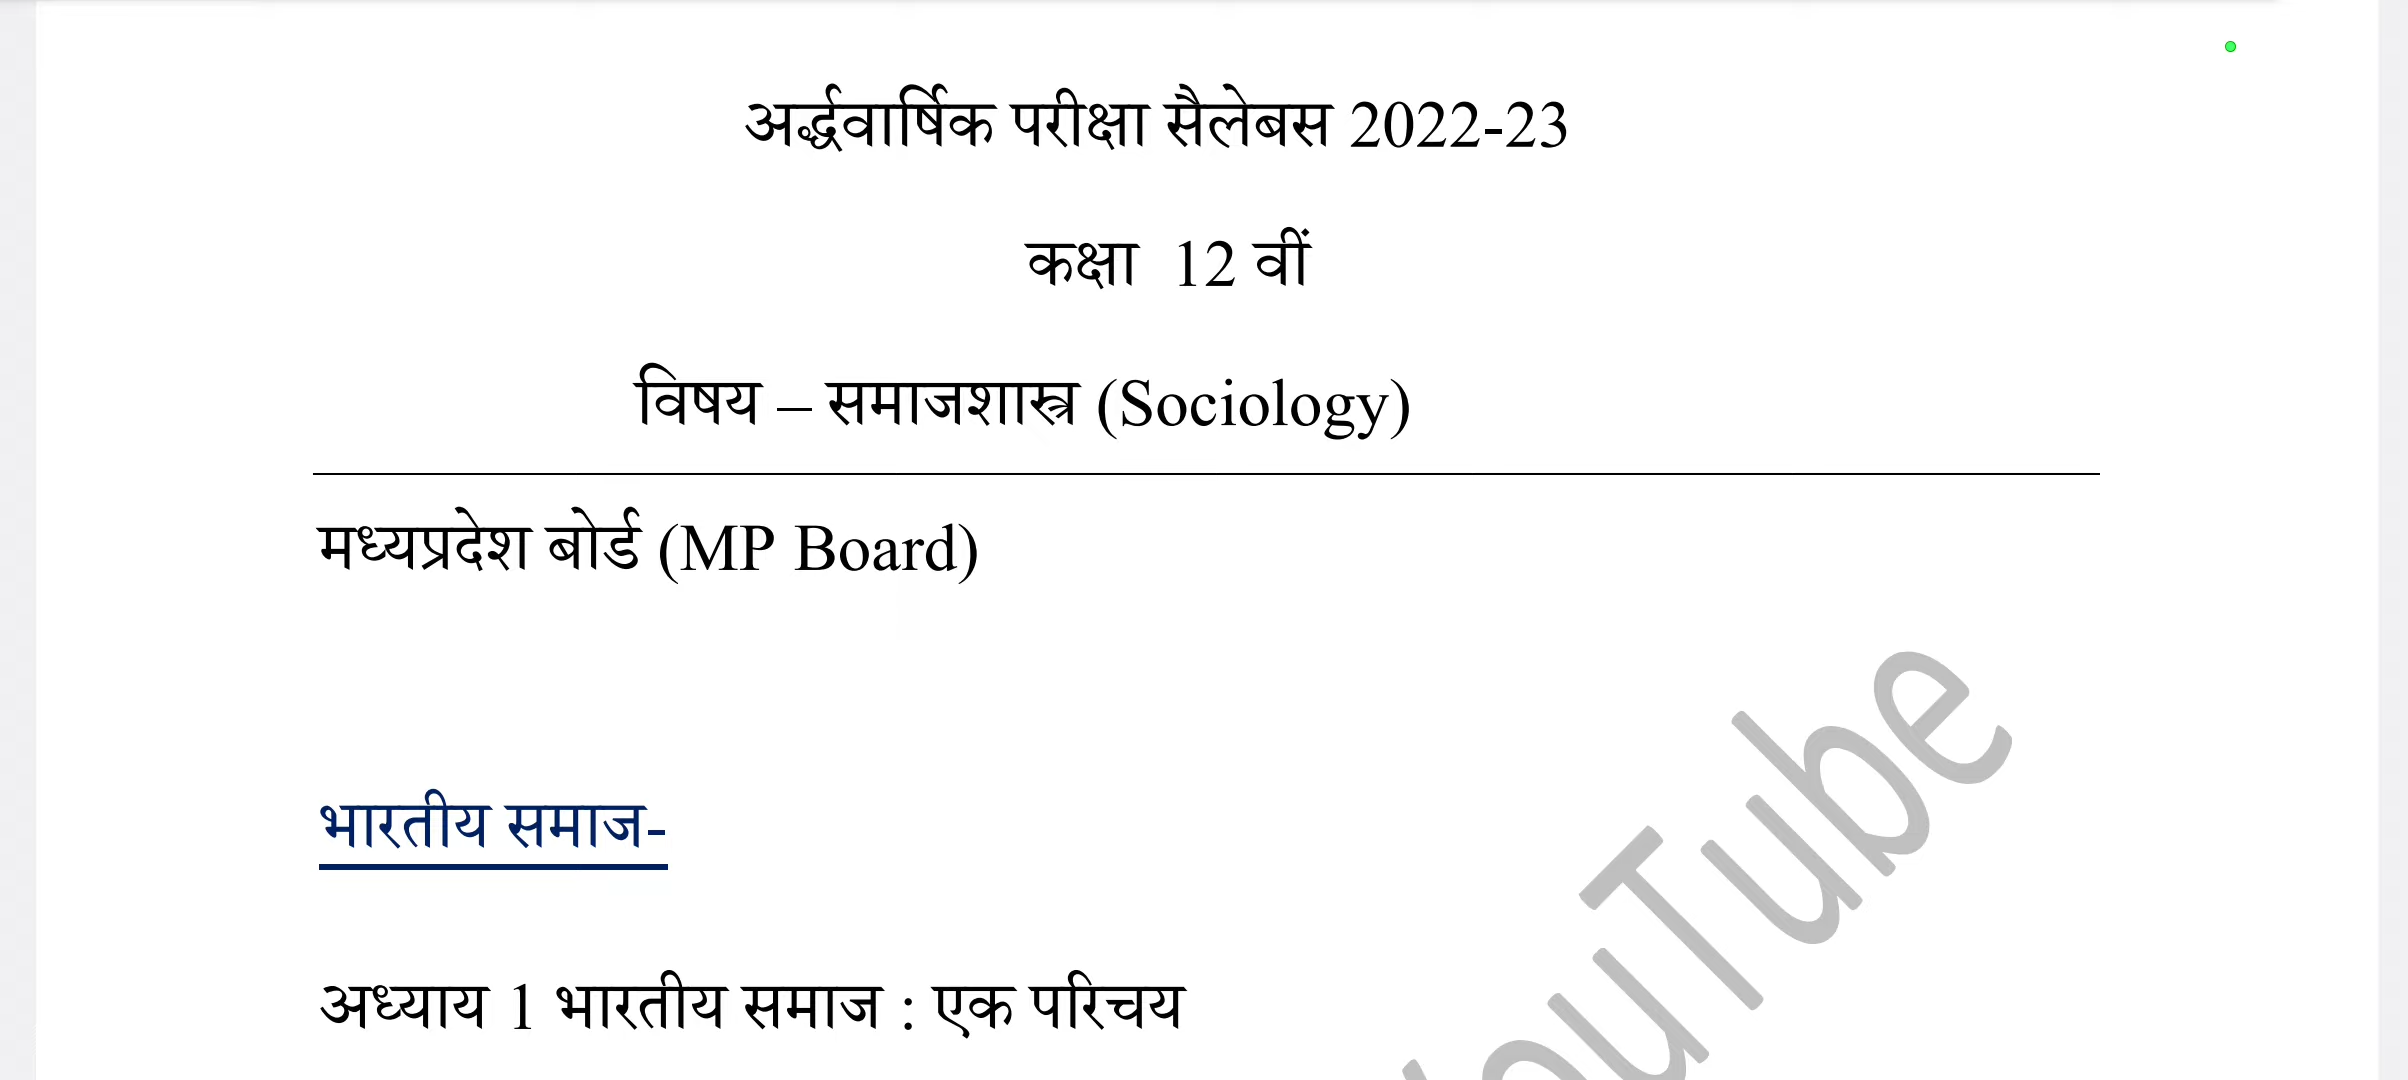 अर्द्धवार्षिक परीक्षा सैलेबस 2022-23
कक्षा 12 वीं
विषय – समाजशास्त्र (Sociology)
मध्यप्रदेश बोर्ड (MP Board)
भारतीय समाज-
अध्याय 1 भारतीय समाज : एक परिचय
YouTube